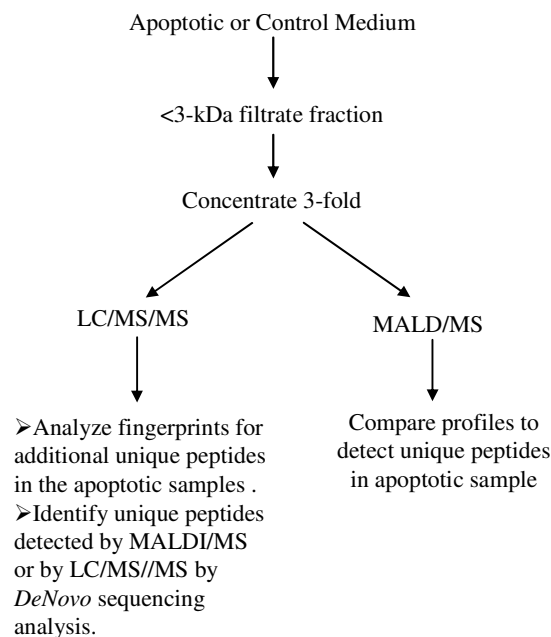 Apoptotic or Control Medium
<3-kDa filtrate fraction
Concentrate 3-fold
LC/MS/MS
MALD/MS
➢Analyze fingerprints for
additional unique peptides
in the apoptotic samples .
➢Identify unique peptides
detected by MALDI/MS
or by LC/MS//MS by
DeNovo sequencing
analysis.
Compare profiles to
detect unique peptides
in apoptotic sample